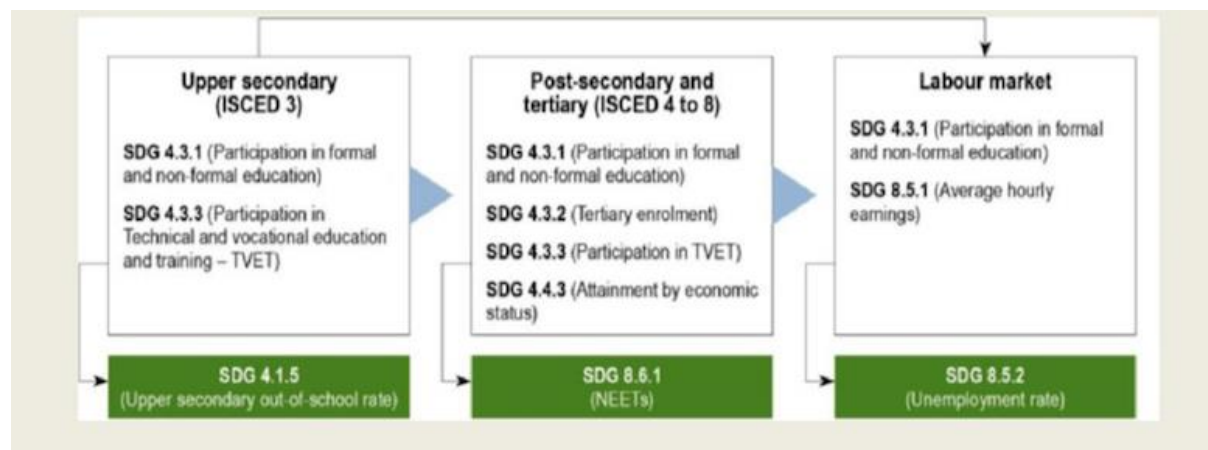 Upper secondary
(ISCED 3)
SDG 4.3.1 (Participation in formal
and non-formal education)
SDG 4.3.3 (Participation in
Technical and vocational education
and training – TVET)
SDG 4.1.5
(Upper secondary out-of-school rate)
Post-secondary and
tertiary (ISCED 4 to 8)
SDG 4.3.1 (Participation in formal
and non-formal education)
SDG 4.3.2 (Tertiary enrolment)
SDG 4.3.3 (Participation in TVET)
SDG 4.4.3 (Attainment by economic
status)
SDG 8.6.1
(NEETs)
Labour market
SDG 4.3.1 (Participation in formal
and non-formal education)
SDG 8.5.1 (Average hourly
earnings)
SDG 8.5.2
(Unemployment rate)